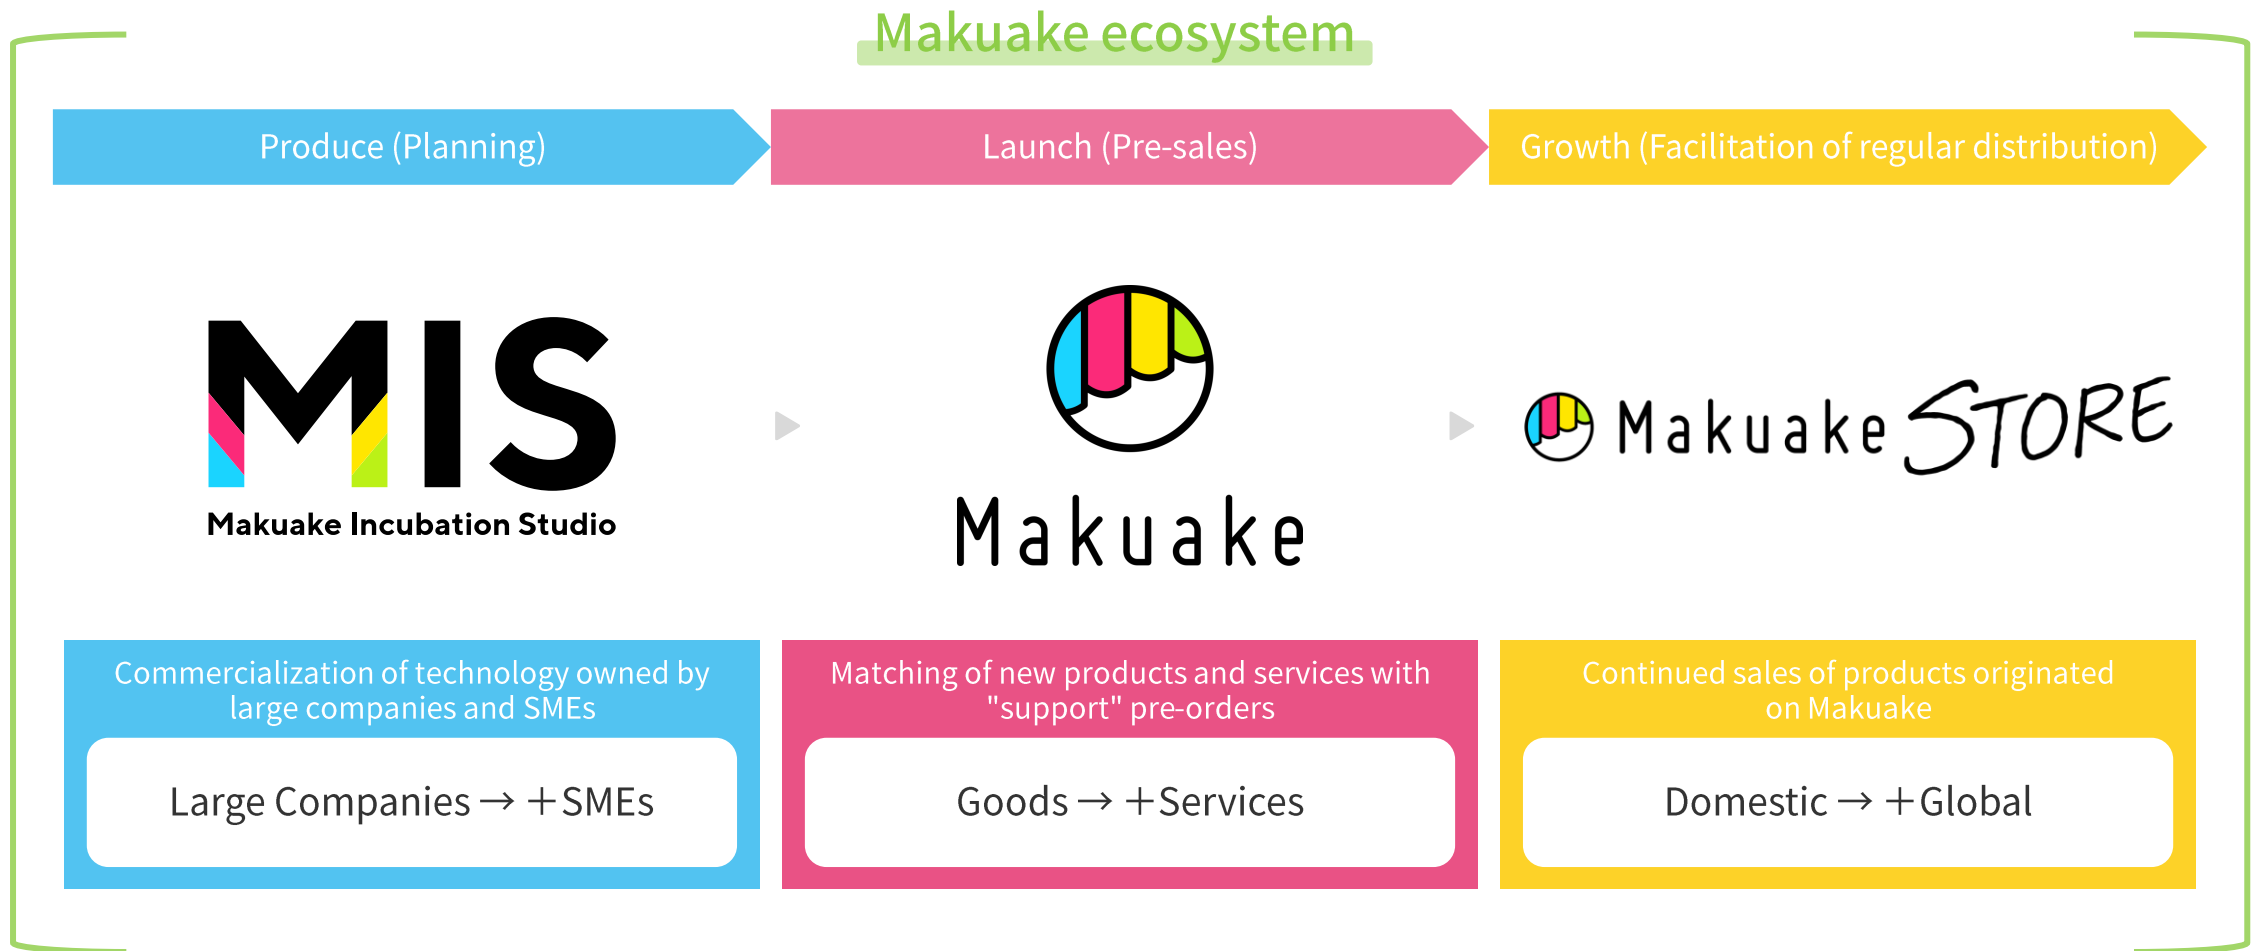 Makuake ecosystem
Produce (Planning)
Launch (Pre-sales)
Growth (Facilitation of regular distribution)
MIS
Makuake Incubation Studio
Makuake
Makuake STORE
Commercialization of technology owned by
large companies and SMEs
Large Companies → ＋SMEs
Matching of new products and services with
"support" pre-orders
Goods → ＋Services
Continued sales of products originated
on Makuake
Domestic → ＋Global